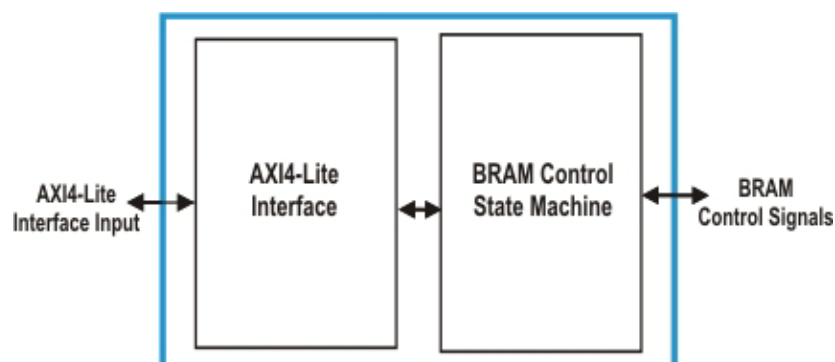 AXI4-Lite
Interface Input
AXI4-Lite
Interface
BRAM Control
State Machine
BRAM
Control Signals